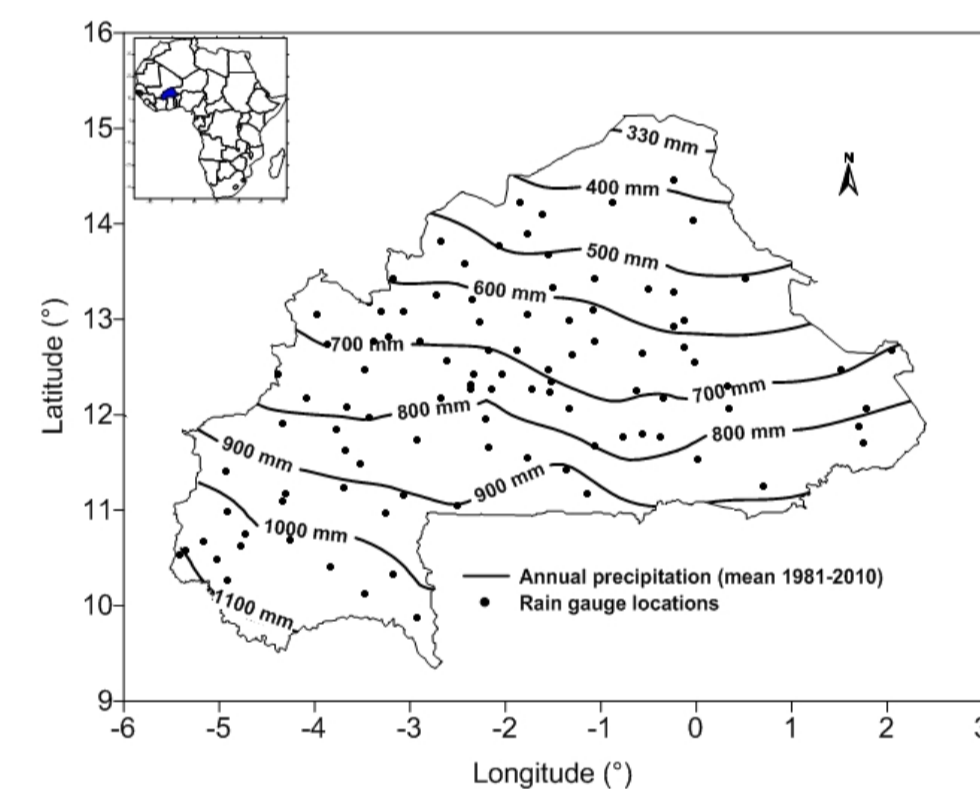 16
15
14
13
12
11
10
9
Latitude (°)
N
330 mm
400 mm
500 mm
600 mm
700 mm
700 mm
800 mm
800 mm
900 mm
900 mm
1000 mm
1100 mm
Annual precipitation (mean 1981-2010)
Rain gauge locations
-6 -5 -4 -3 -2 -1 0 1 2
Longitude (°)